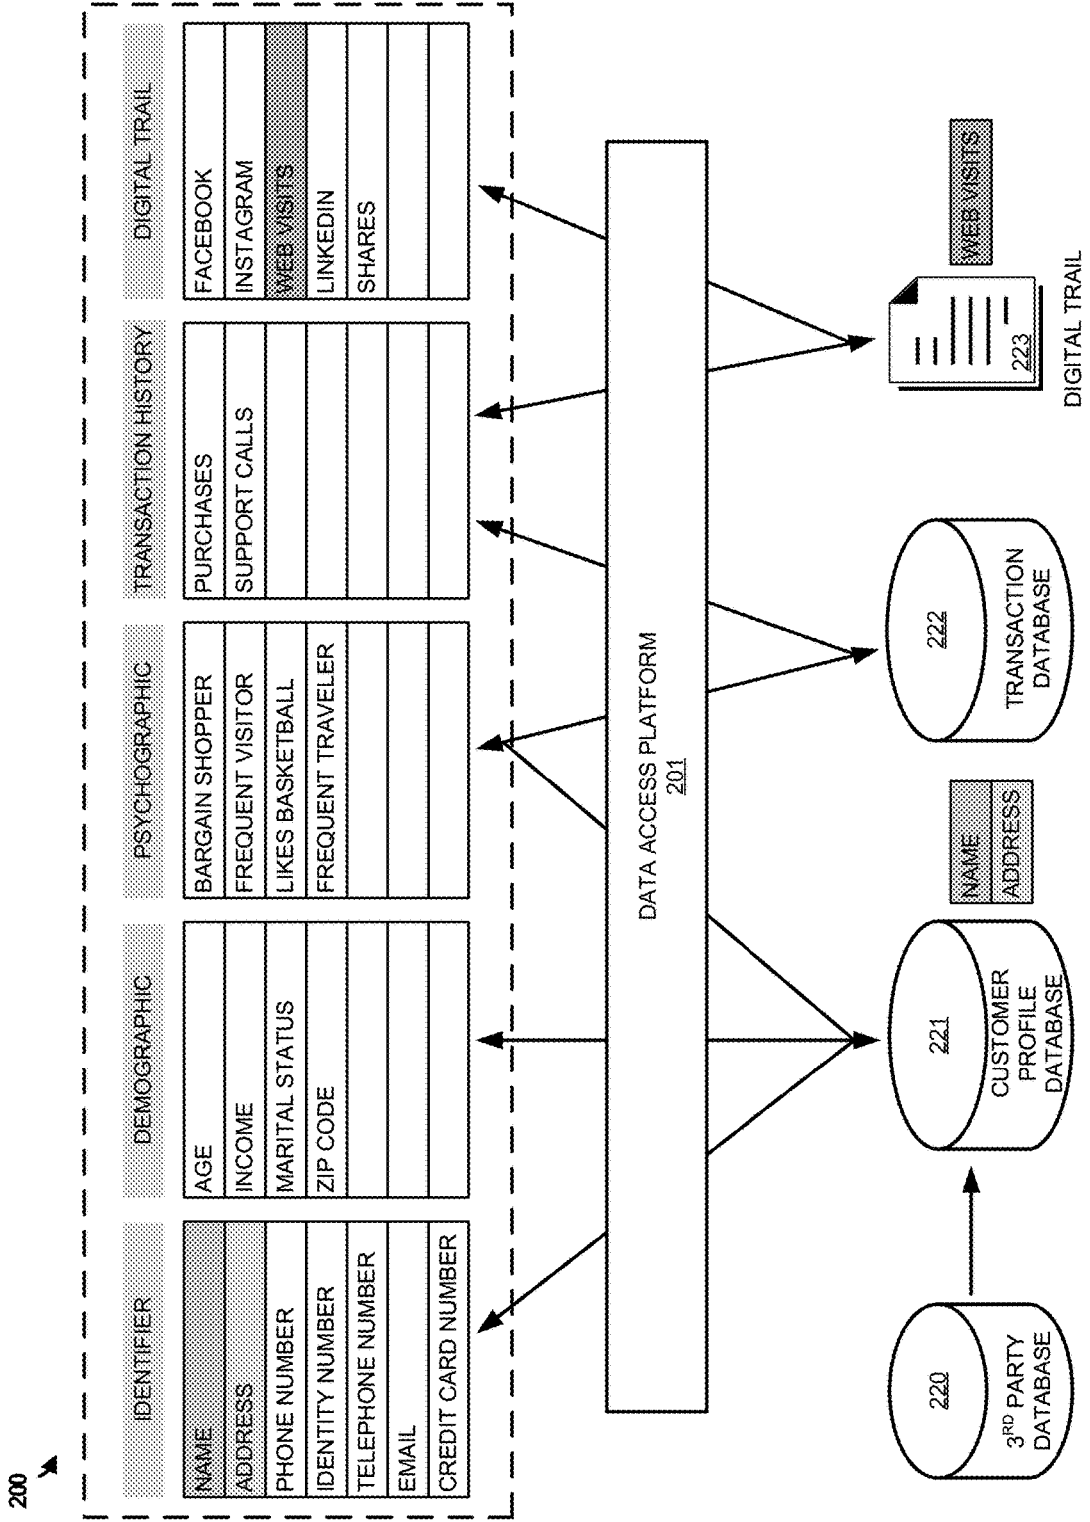 200
IDENTIFIER
NAME
ADDRESS
PHONE NUMBER
IDENTITY NUMBER
TELEPHONE NUMBER
EMAIL
CREDIT CARD NUMBER
DEMOGRAPHIC
AGE
INCOME
MARITAL STATUS
ZIP CODE
PSYCHOGRAPHIC
BARGAIN SHOPPER
FREQUENT VISITOR
LIKES BASKETBALL
FREQUENT TRAVELER
TRANSACTION HISTORY
PURCHASES
SUPPORT CALLS
DIGITAL TRAIL
FACEBOOK
INSTAGRAM
WEB VISITS
LINKEDIN
SHARES
DATA ACCESS PLATFORM
201
220
3RD PARTY
DATABASE
221
CUSTOMER
PROFILE
DATABASE
NAME
ADDRESS
222
TRANSACTION
DATABASE
223
WEB VISITS
DIGITAL TRAIL